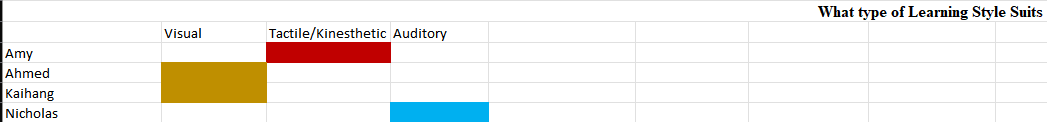 What type of Learning Style Suits
Visual Tactile/Kinesthetic Auditory
Amy
Ahmed
Kaihang
Nicholas